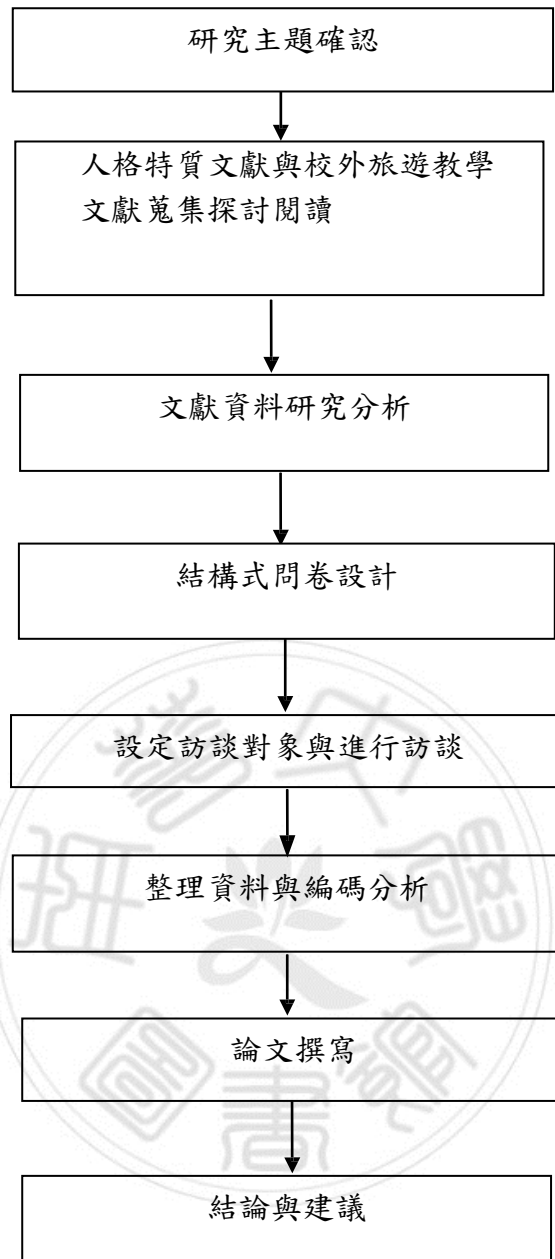 研究主題確認
人格特質文獻與校外旅遊教學
文獻蒐集探討閱讀
文獻資料研究分析
結構式問卷設計
設定訪談對象與進行訪談
整理資料與編碼分析
論文撰寫
結論與建議